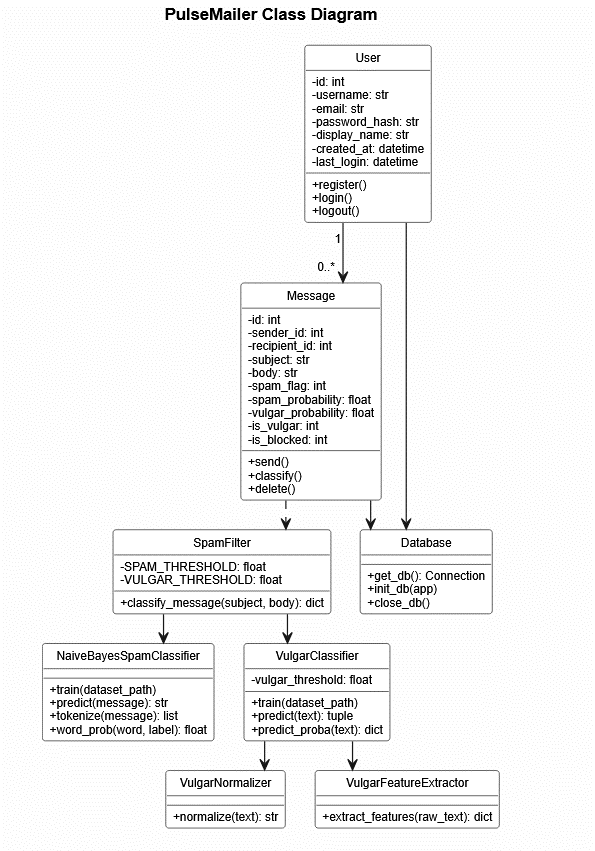 PulseMailer Class Diagram
User
-id: int
-username: str
-email: str
-password_hash: str
-display_name: str
-created_at: datetime
-last_login: datetime
+register()
+login()
+logout()
1
0..*
Message
-id: int
-sender_id: int
-recipient_id: int
-subject: str
-body: str
-spam_flag: int
-spam_probability: float
-vulgar_probability: float
-is_vulgar: int
-is_blocked: int
+send()
+classify()
+delete()
SpamFilter
-SPAM_THRESHOLD: float
-VULGAR_THRESHOLD: float
+classify_message(subject, body): dict
Database
+get_db(): Connection
+init_db(app)
+close_db()
NaiveBayesSpamClassifier
+train(dataset_path)
+predict(message): str
+tokenize(message): list
+word_prob(word, label): float
VulgarClassifier
-vulgar_threshold: float
+train(dataset_path)
+predict(text): tuple
+predict_proba(text): dict
VulgarNormalizer
+normalize(text): str
VulgarFeatureExtractor
+extract_features(raw_text): dict